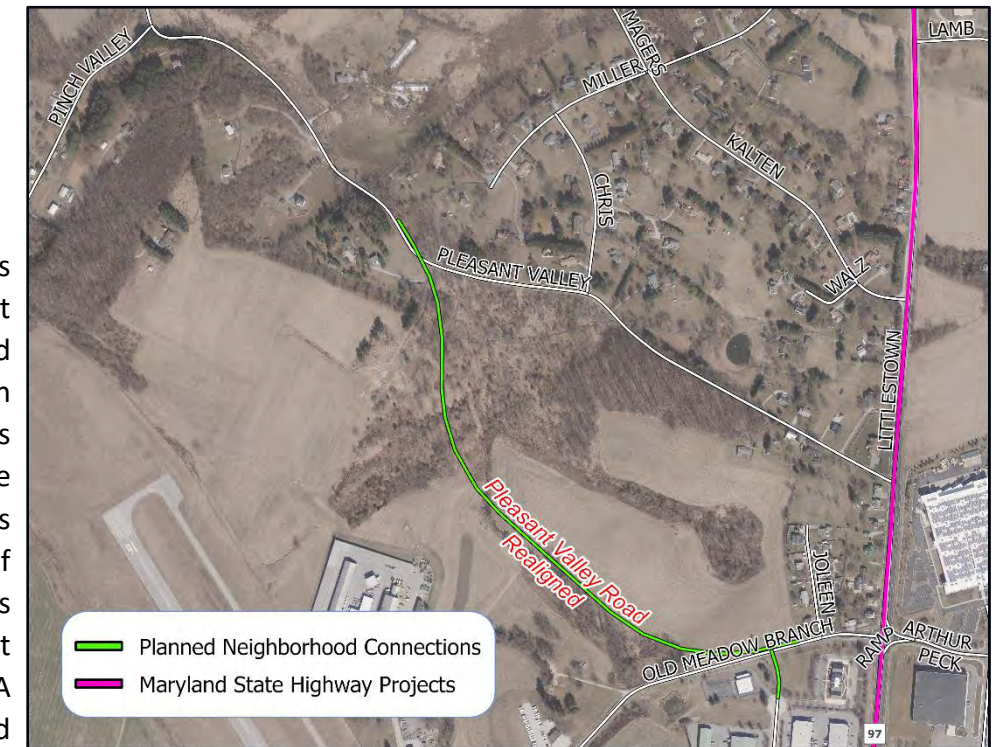 PINCH VALLEY
MAGERS
MILLER
LAMB
KALTEN
CHRIS
PLEASANT VALLEY
WALZ
LITTLESTOWN
Pleasant Valley Road
Realigned
JOLEEN
OLD MEADOW BRANCH
RAMP
ARTHUR
PECK
97
Planned Neighborhood Connections
Maryland State Highway Projects
s
t
d
n
s
e
s
f
s
t
A
d